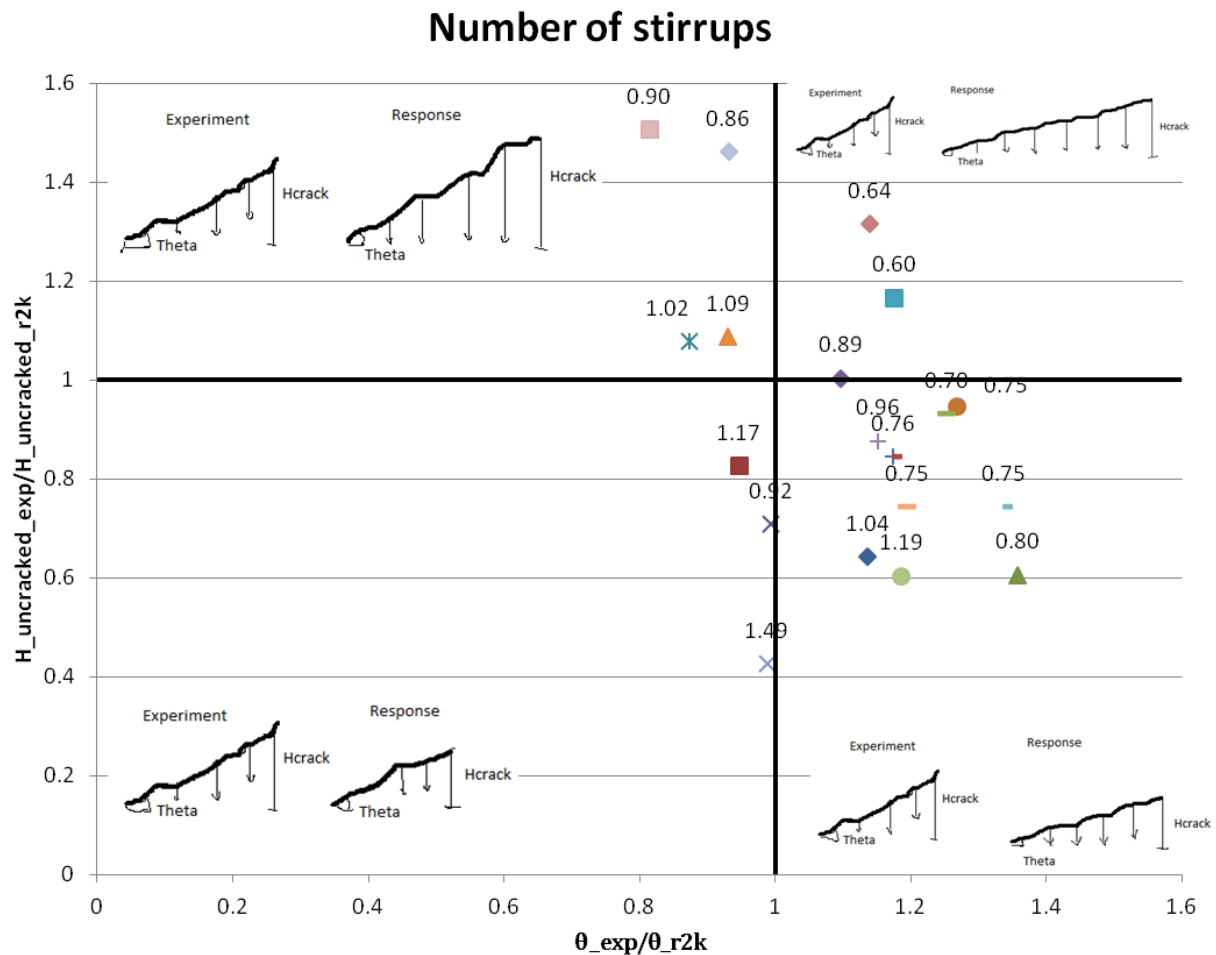 Number of stirrups
H_uncracked_exp/H_uncracked_r2k
1.6
1.4
1.2
1
0.8
0.6
0.4
0.2
0
Experiment
Response
Hcrack
Hcrack
Theta
Theta
0.90
0.86
Experiment
Response
Hcrack
Hcrack
Theta
Theta
0.64
0.60
1.02
1.09
0.89
0.70
0.75
0.96
0.76
1.17
0.92
0.75
0.75
1.04
1.19
0.80
1.49
Experiment
Response
Hcrack
Hcrack
Theta
Theta
Experiment
Response
Hcrack
Hcrack
Theta
Theta
0
0.2
0.4
0.6
0.8
1
1.2
1.4
1.6
θ_exp/θ_r2k